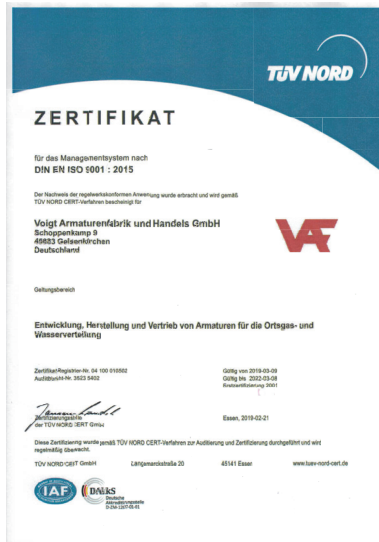 TÜV NORD
ZERTIFIKAT
für das Managementsystem nach
DIN EN ISO 9001 : 2015
Der Nachweis der regelwerkskonformen Anwendung wurde erbracht und wird gemäß
TÜV NORD CERT-Verfahren bescheinigt für
Voigt Armaturenfabrik und Handels GmbH
Schoppenkamp 9
Gelsenkirchen
Deutschland
VAF
Geltungsbereich
Entwicklung, Herstellung und Vertrieb von Armaturen für die Ortsgas- und
Wasserverteilung
Zertifikat-Registrier-Nr. 04 100 010502
Auditbericht-Nr. 3523 5402
Gültig von 2019-03-09
Gültig bis 2022-03-08
Erstzertifizierung 2001
Zertifizierungsstelle
der TÜV NORD CERT GmbH
Essen, 2019-02-21
Diese Zertifizierung wurde gemäß TÜV NORD CERT-Verfahren zur Auditierung und Zertifizierung durchgeführt und wird
regelmäßig überwacht.
TÜV NORD CERT GmbH
Langemarckstraße 20
45141 Essen
www.tuev-nord-cert.de
IAF
DAkkS
Deutsche
Akkreditierungsstelle